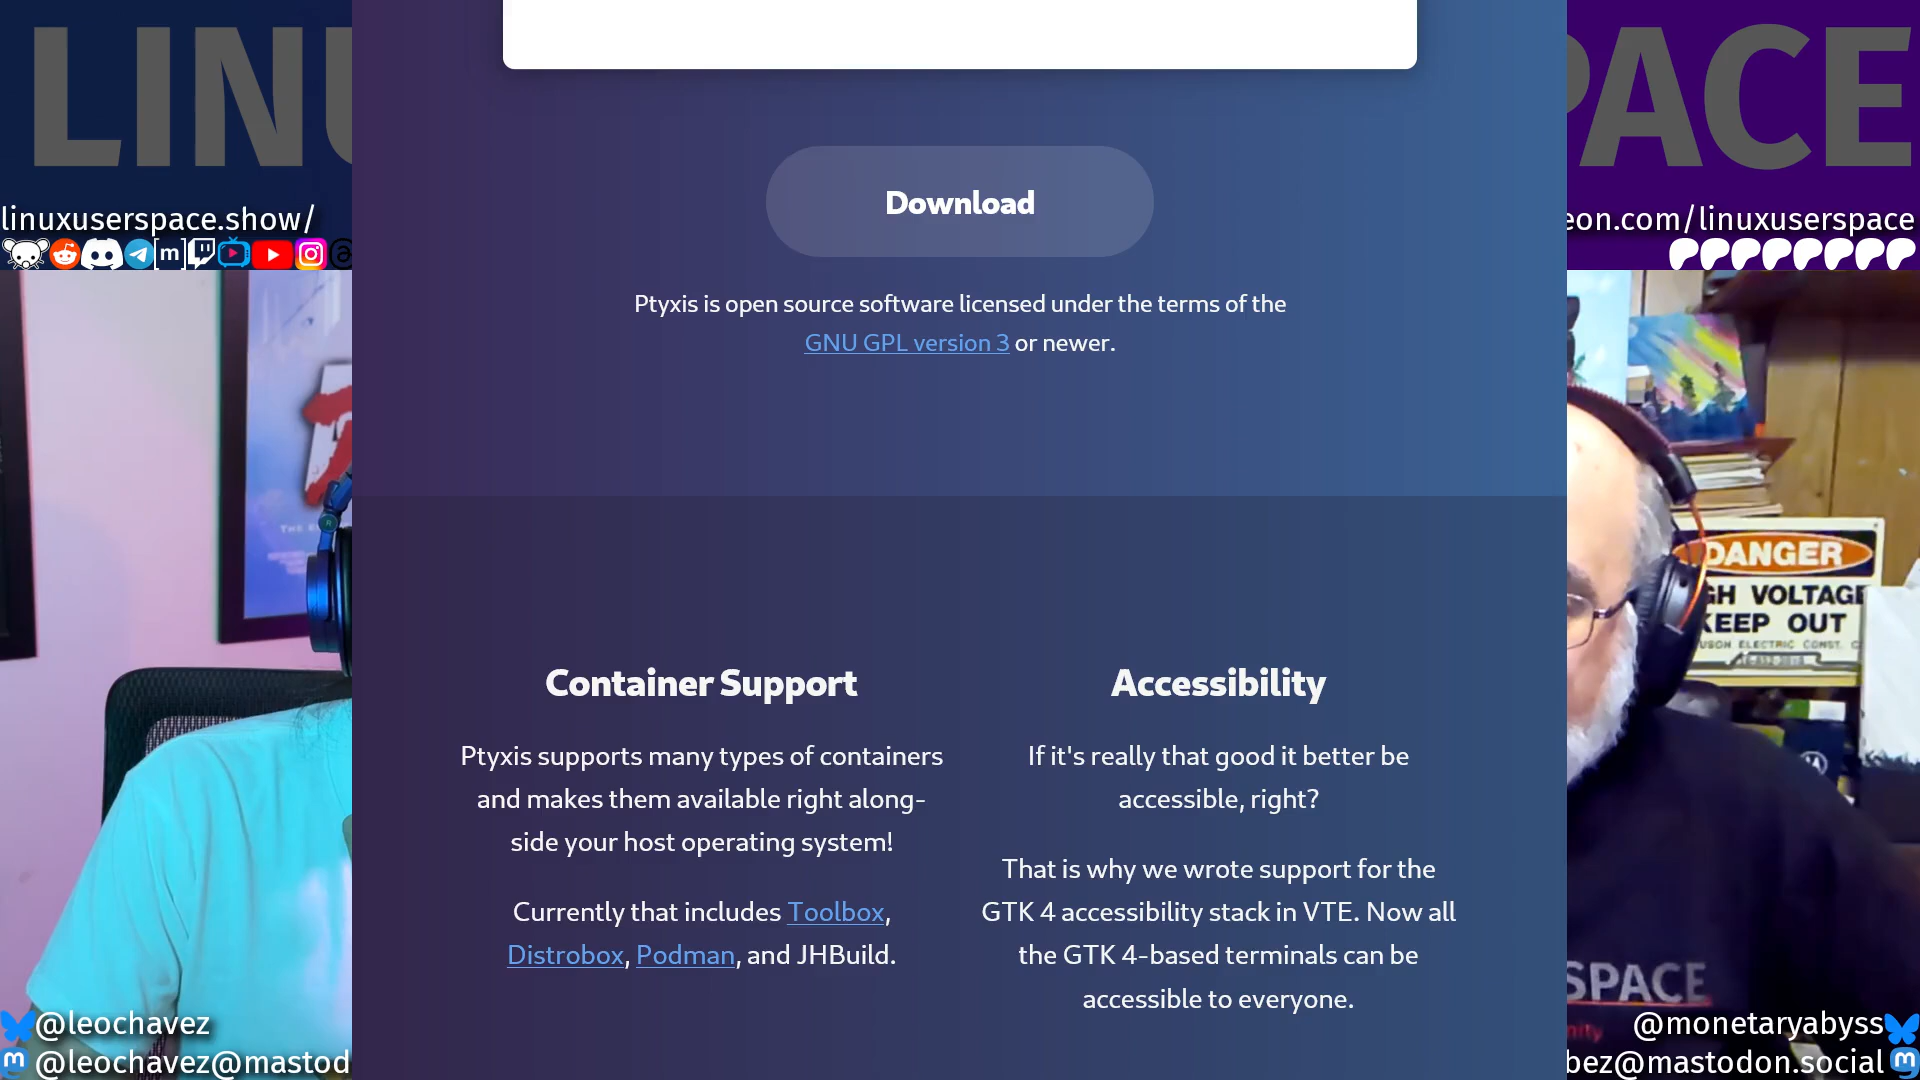 LINU
PACE
linuxuserspace.show/
eon.com/linuxuserspace
Download
Ptyxis is open source software licensed under the terms of the
GNU GPL version 3 or newer.
DANGER
GH VOLTAGE
KEEP OUT
ELECTRIC CONST. C
Container Support
Ptyxis supports many types of containers
and makes them available right along-
side your host operating system!
Currently that includes Toolbox,
Distrobox, Podman, and JHBuild.
Accessibility
If it's really that good it better be
accessible, right?
That is why we wrote support for the
GTK 4 accessibility stack in VTE. Now all
the GTK 4-based terminals can be
accessible to everyone.
SPACE
nity
@leochavez
@leochavez@mastod
@monetaryabyss
bez@mastodon.social